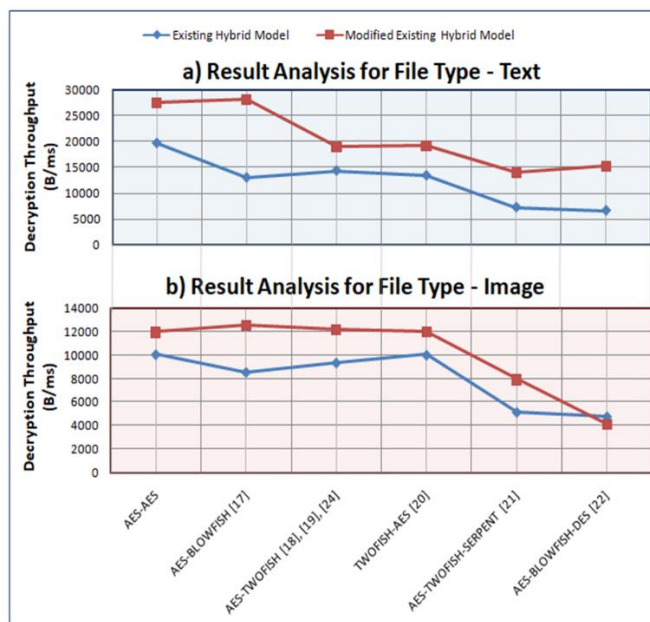 Existing Hybrid Model
Modified Existing Hybrid Model
a) Result Analysis for File Type - Text
Decryption Throughput
(B/ms)
30000
25000
20000
15000
10000
5000
0
b) Result Analysis for File Type - Image
Decryption Throughput
(B/ms)
14000
12000
10000
8000
6000
4000
2000
0
AES-AES
AES-BLOWFISH [17]
AES-TWOFISH [18], [19], [24]
TWOFISH-AES [20]
AES-TWOFISH-SERPENT [21]
AES-BLOWFISH-DES [22]